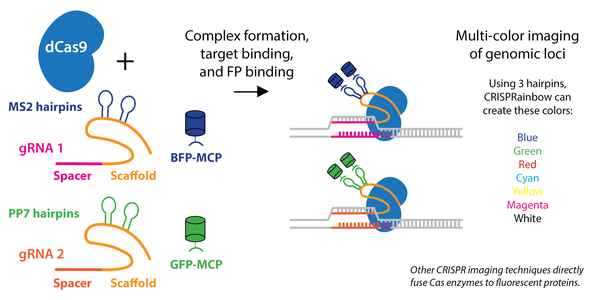 dCas9
+
Complex formation,
target binding,
and FP binding
Multi-color imaging
of genomic loci
MS2 hairpins
gRNA 1
Spacer
Scaffold
BFP-MCP
PP7 hairpins
gRNA 2
Spacer
Scaffold
GFP-MCP
Using 3 hairpins,
CRISPRainbow can
create these colors:
Blue
Green
Red
Cyan
Yellow
Magenta
White
Other CRISPR imaging techniques directly
fuse Cas enzymes to fluorescent proteins.